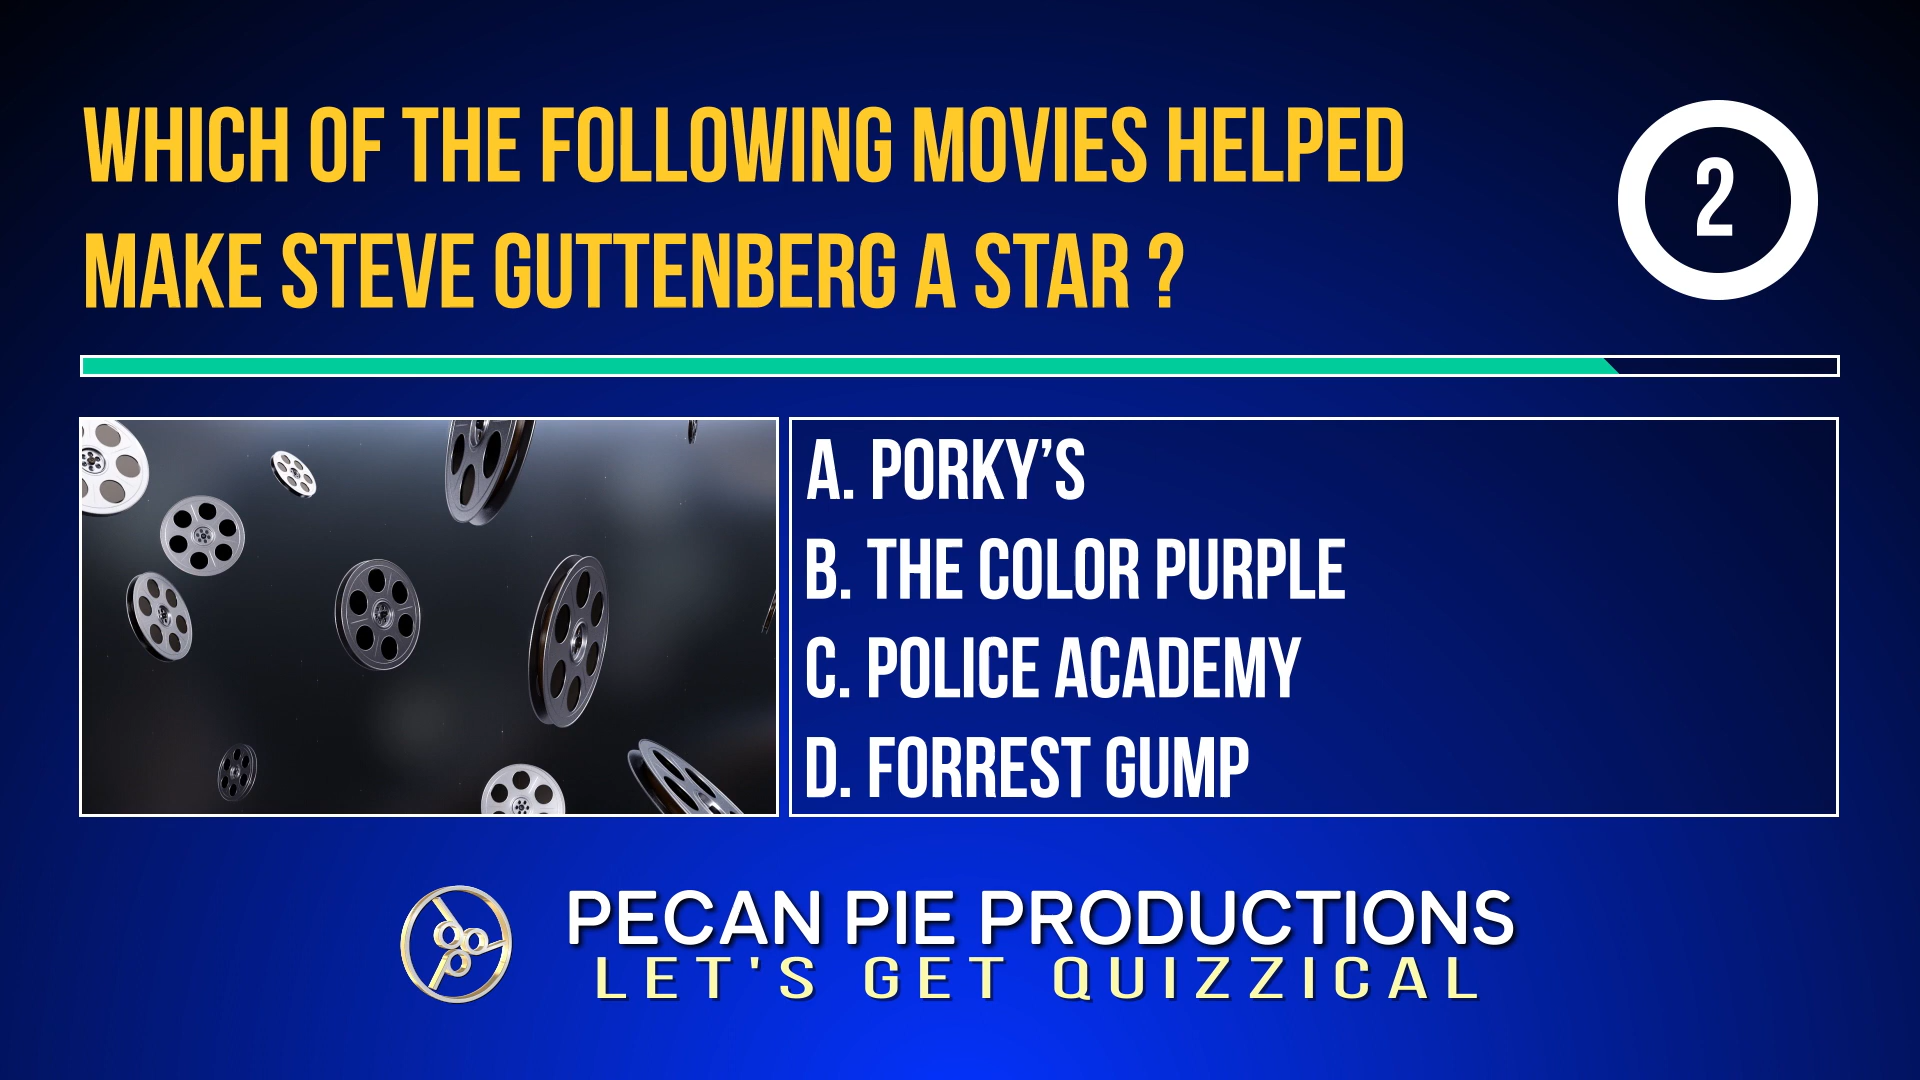 WHICH OF THE FOLLOWING MOVIES HELPED
MAKE STEVE GUTTENBERG A STAR ?
2
A. PORKY’S
B. THE COLOR PURPLE
C. POLICE ACADEMY
D. FORREST GUMP
PECAN PIE PRODUCTIONS
LET'S GET QUIZZICAL